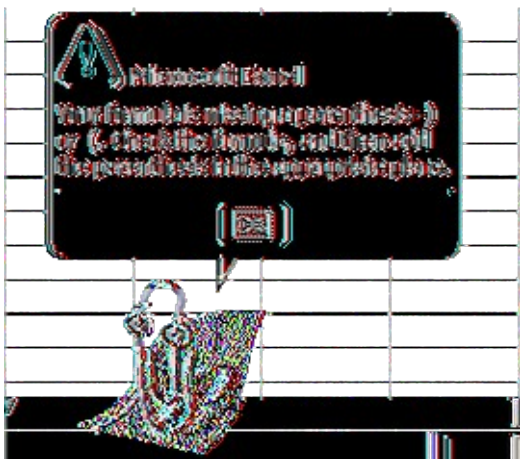 Microsoft Excel
Your formula is missing a parenthesis--)
or (. Check the formula, and then add
the parenthesis in the appropriate place.
OK